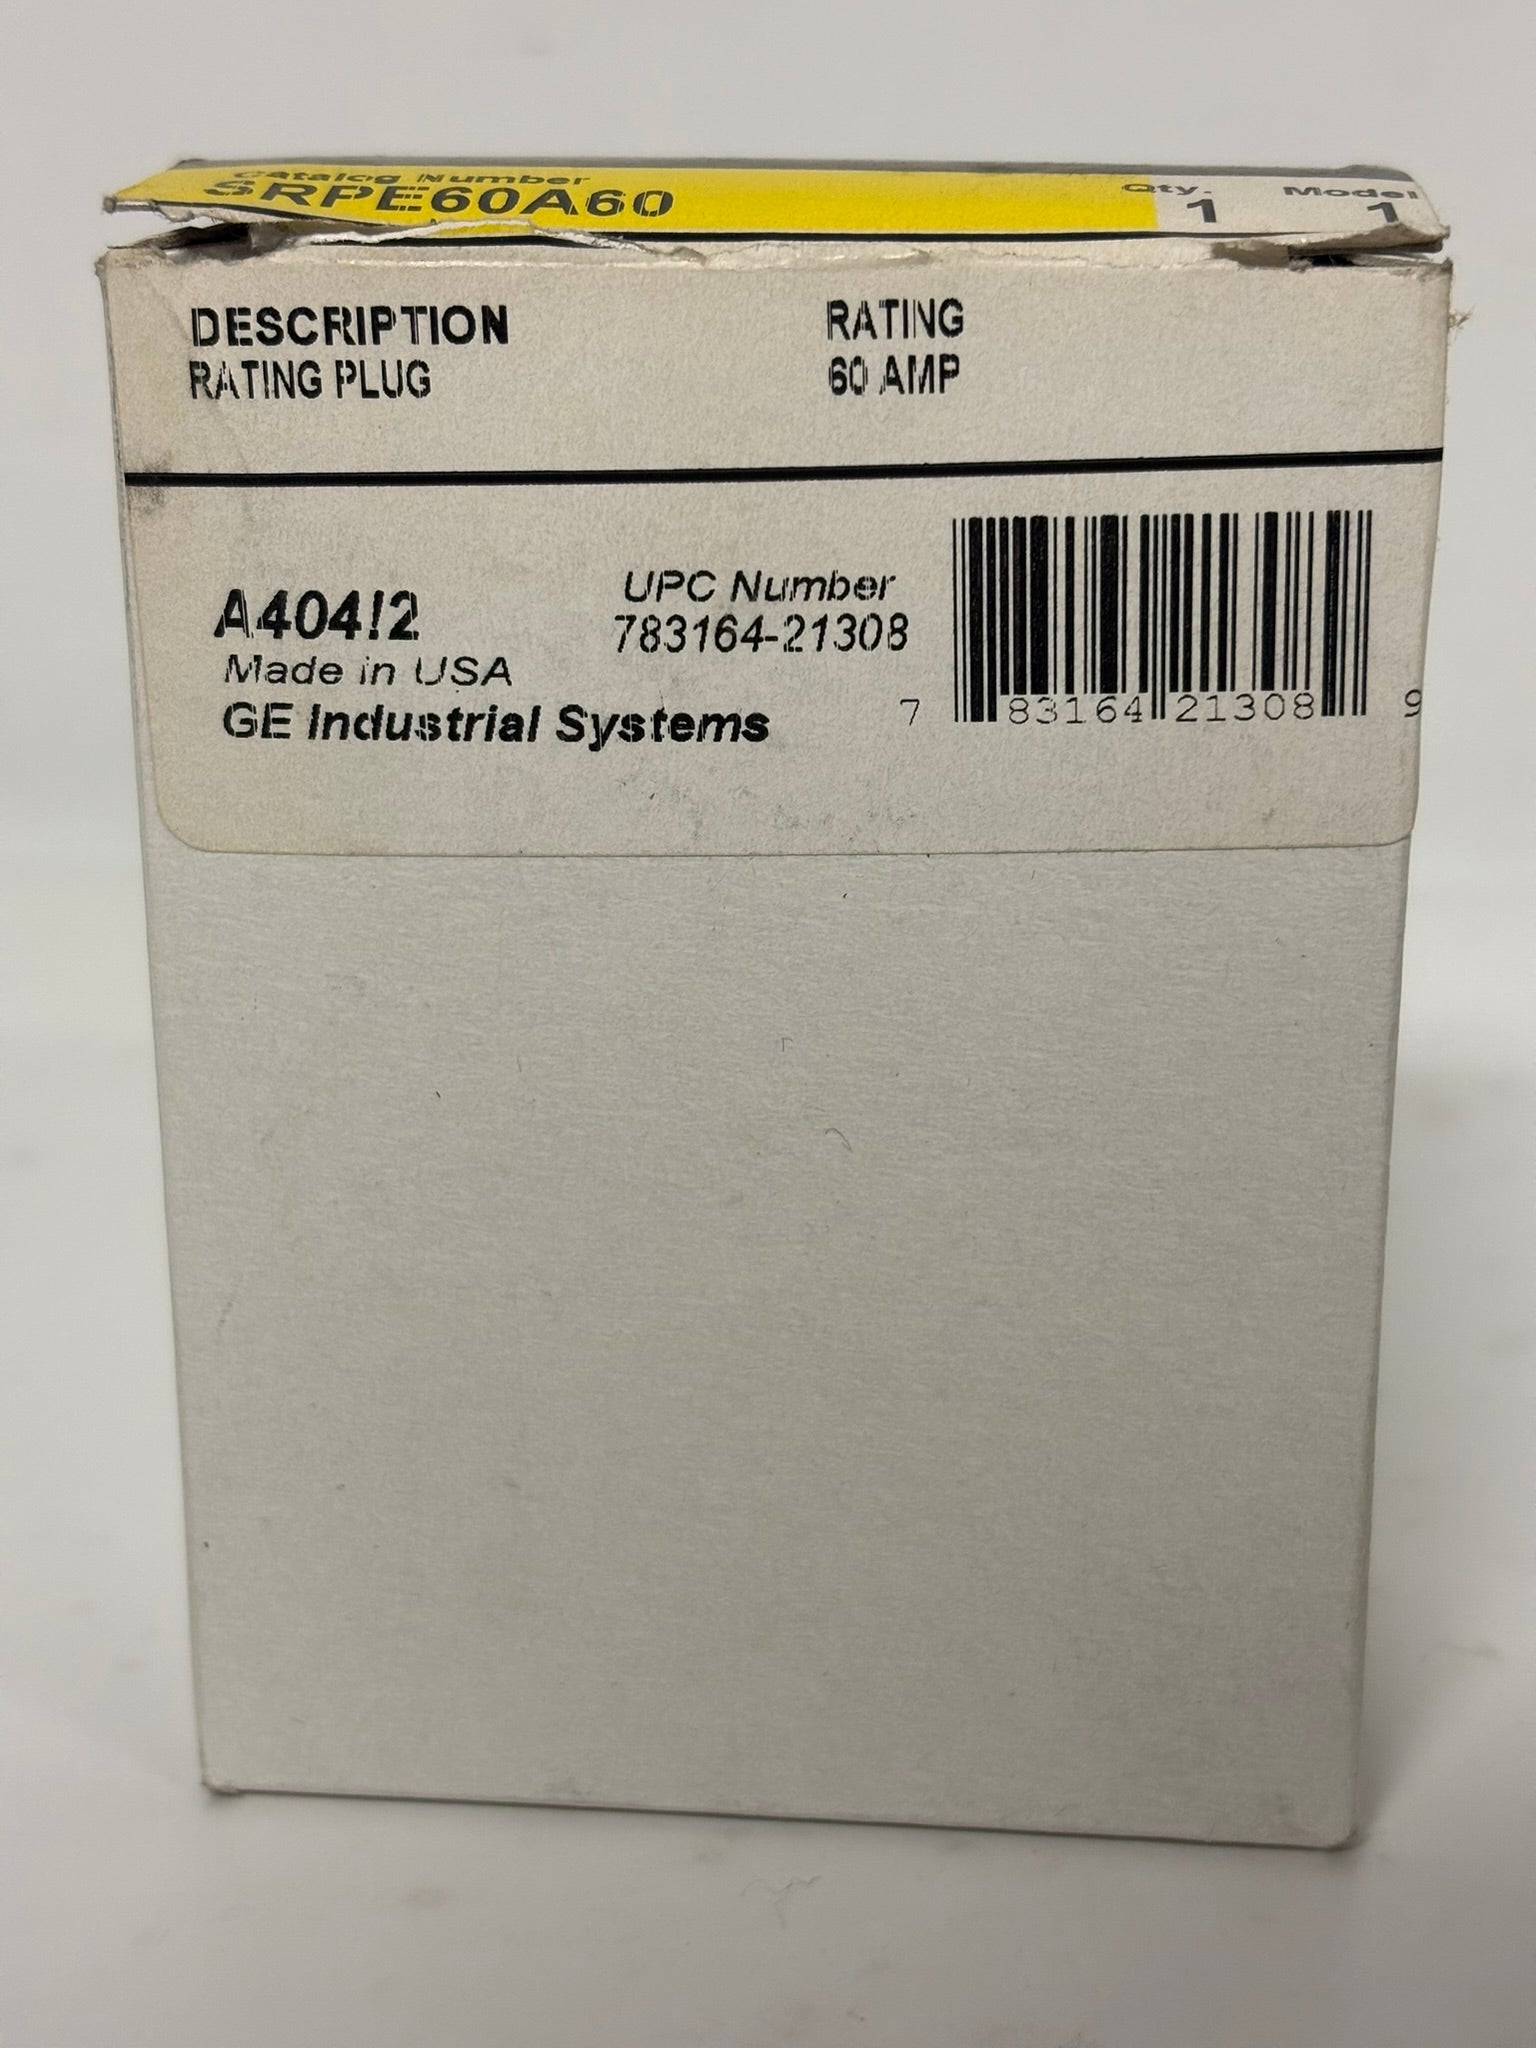 Catalog Number
SRPE60A60
Qty.
1
Model
1
DESCRIPTION
RATING PLUG
RATING
60 AMP
A404!2
Made in USA
GE Industrial Systems
UPC Number
783164-21308
7 83164 21308 9